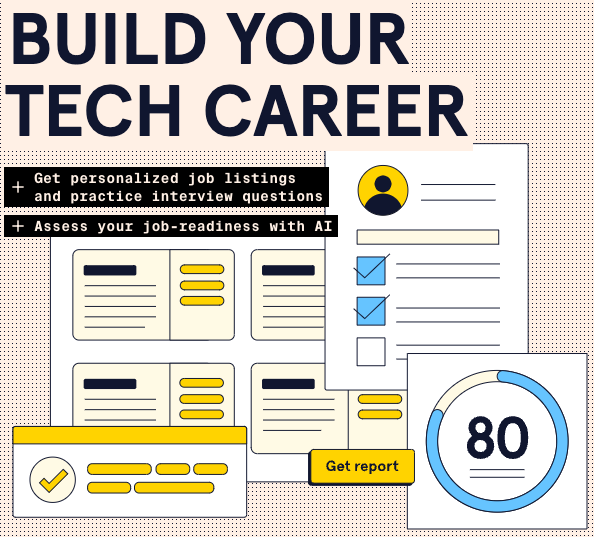 BUILD YOUR
TECH CAREER
+ Get personalized job listings
and practice interview questions
+ Assess your job-readiness with AI
Get report
80